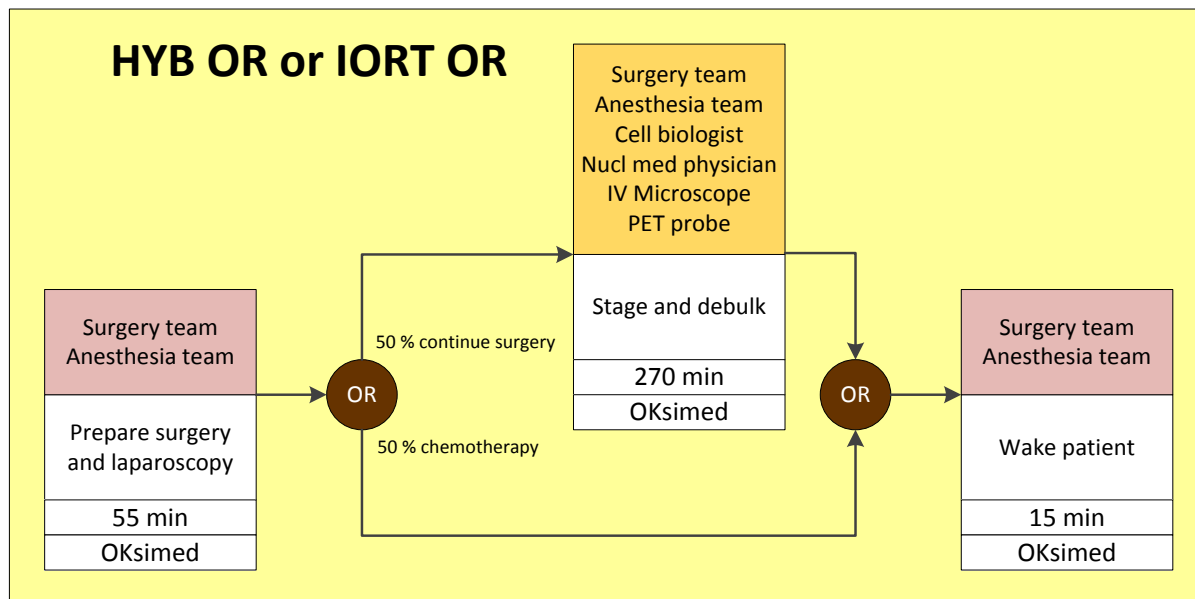 HYB OR or IORT OR
Surgery team
Anesthesia team
Prepare surgery
and laparoscopy
55 min
OKsimed
OR
50 % continue surgery
50 % chemotherapy
Surgery team
Anesthesia team
Cell biologist
Nucl med physician
IV Microscope
PET probe
Stage and debulk
270 min
OKsimed
OR
Surgery team
Anesthesia team
Wake patient
15 min
OKsimed